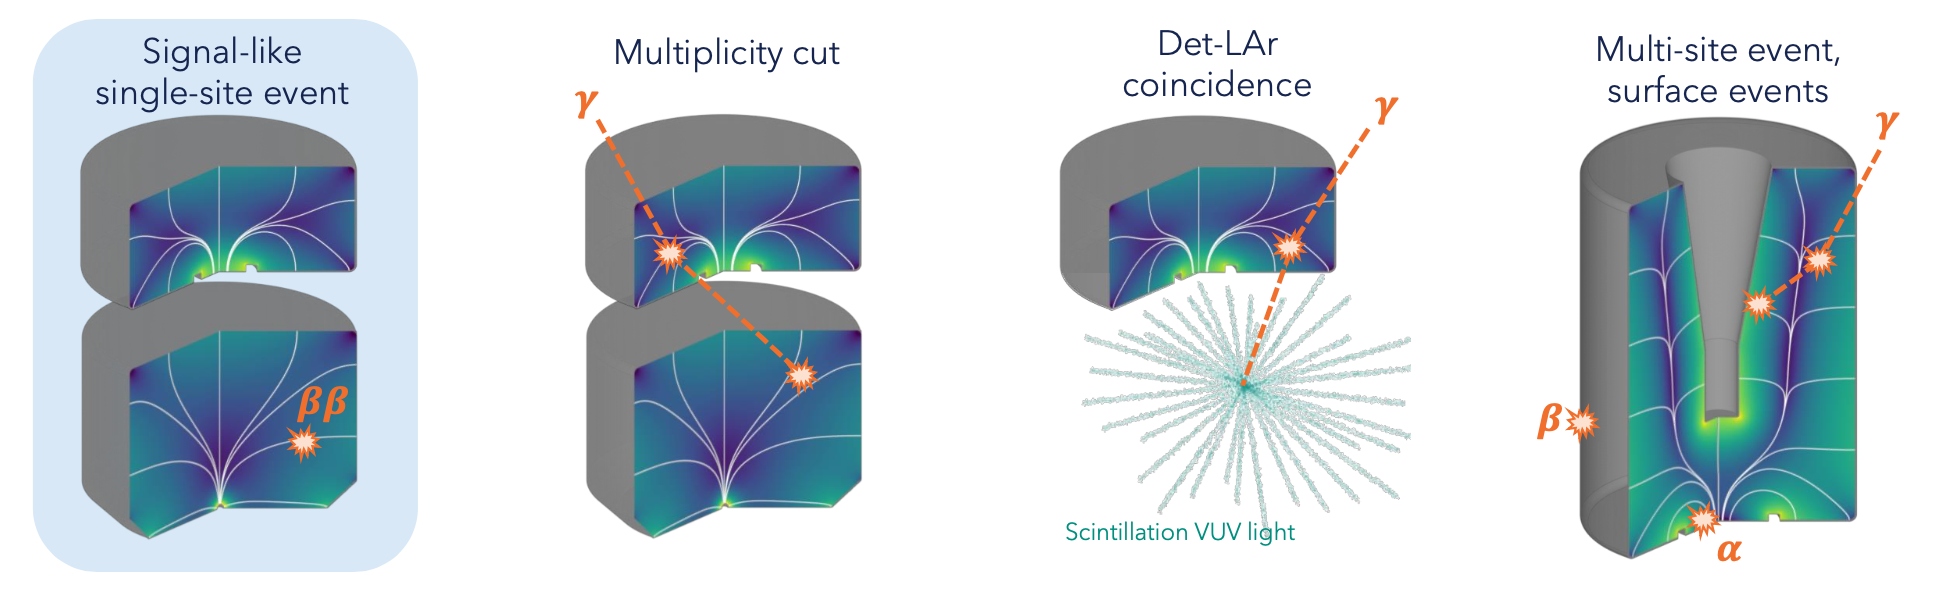 Signal-like
single-site event
ββ
Multiplicity cut
γ
Det-LAr
coincidence
γ
Scintillation VUV light
Multi-site event,
surface events
γ
β
α